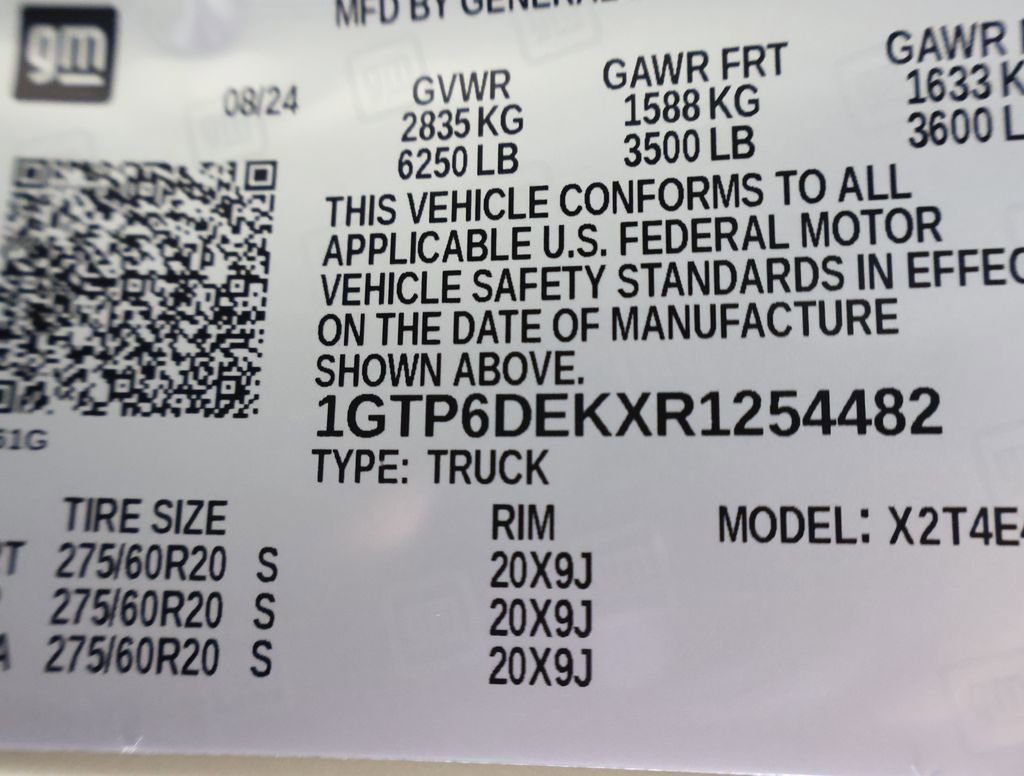 MFD BY GENERAL
gm
08/24
GVWR
2835 KG
6250 LB
GAWR FRT
1588 KG
3500 LB
GAWR
1633 K
3600 L
THIS VEHICLE CONFORMS TO ALL
APPLICABLE U.S. FEDERAL MOTOR
VEHICLE SAFETY STANDARDS IN EFFEC
ON THE DATE OF MANUFACTURE
SHOWN ABOVE.
1GTP6DEKXR1254482
61G
TYPE: TRUCK
TIRE SIZE RIM MODEL: X2T4E4
T 275/60R20 S 20X9J
275/60R20 S 20X9J
A 275/60R20 S 20X9J